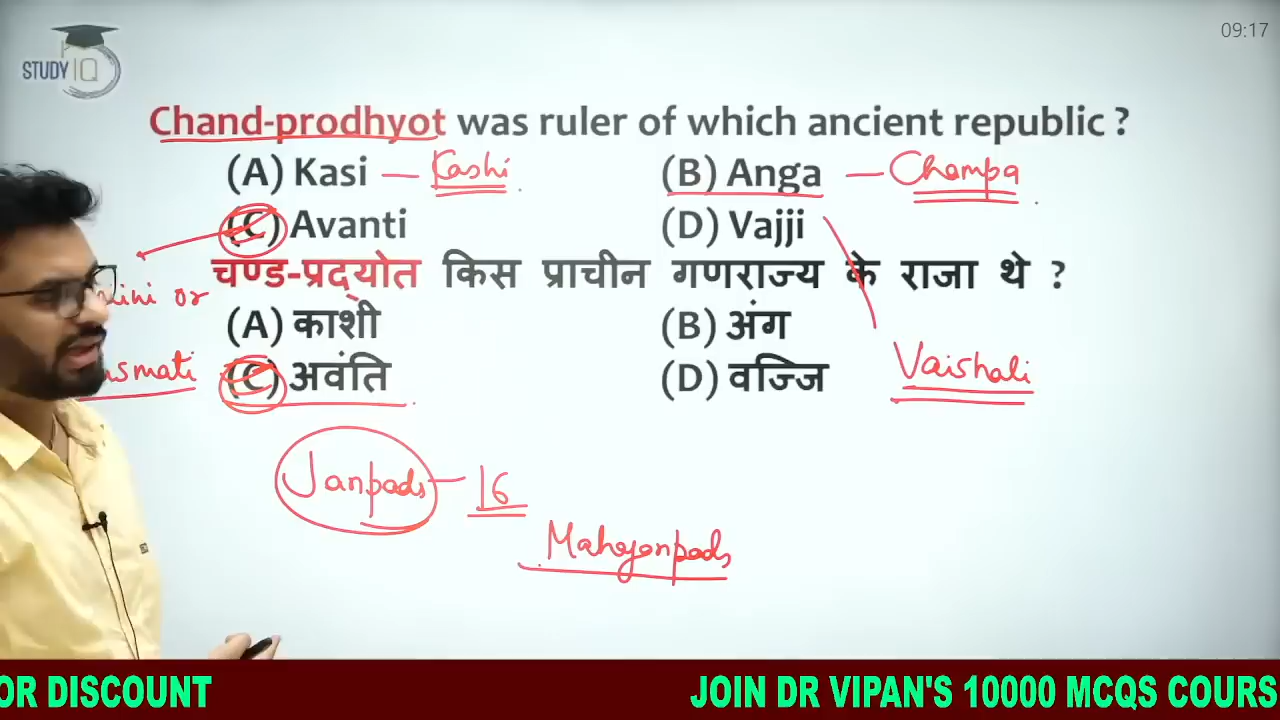 09:17
STUDY IQ
Chand-prodhyot was ruler of which ancient republic ?
(A) Kasi — Kashi (B) Anga — Champa
(C) Avanti (D) Vajji
चण्ड-प्रद्योत किस प्राचीन गणराज्य के राजा थे ?
or
(A) काशी (B) अंग
(C) अवंति (D) वज्जि
Vaishali
Janpads — 16
Mahajanpads
OR DISCOUNT JOIN DR VIPAN'S 10000 MCQS COURS